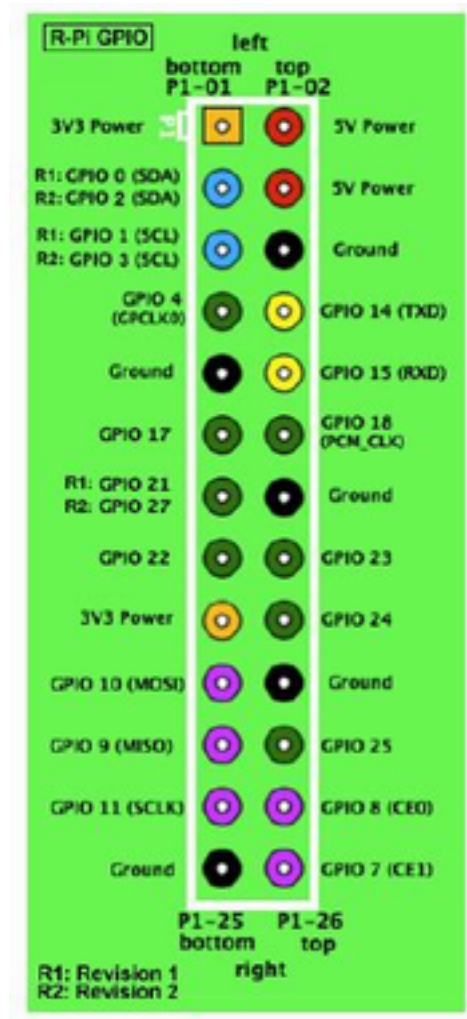 R-Pi GPIO
left
bottom top
P1-01 P1-02
3V3 Power P1 5V Power
R1: GPIO 0 (SDA)
R2: GPIO 2 (SDA)
5V Power
R1: GPIO 1 (SCL)
R2: GPIO 3 (SCL)
Ground
GPIO 4
(GPCLK0)
GPIO 14 (TXD)
Ground GPIO 15 (RXD)
GPIO 17
GPIO 18
(PCM_CLK)
R1: GPIO 21
R2: GPIO 27
Ground
GPIO 22 GPIO 23
3V3 Power GPIO 24
GPIO 10 (MOSI) Ground
GPIO 9 (MISO) GPIO 25
GPIO 11 (SCLK) GPIO 8 (CE0)
Ground GPIO 7 (CE1)
P1-25 P1-26
bottom top
right
R1: Revision 1
R2: Revision 2